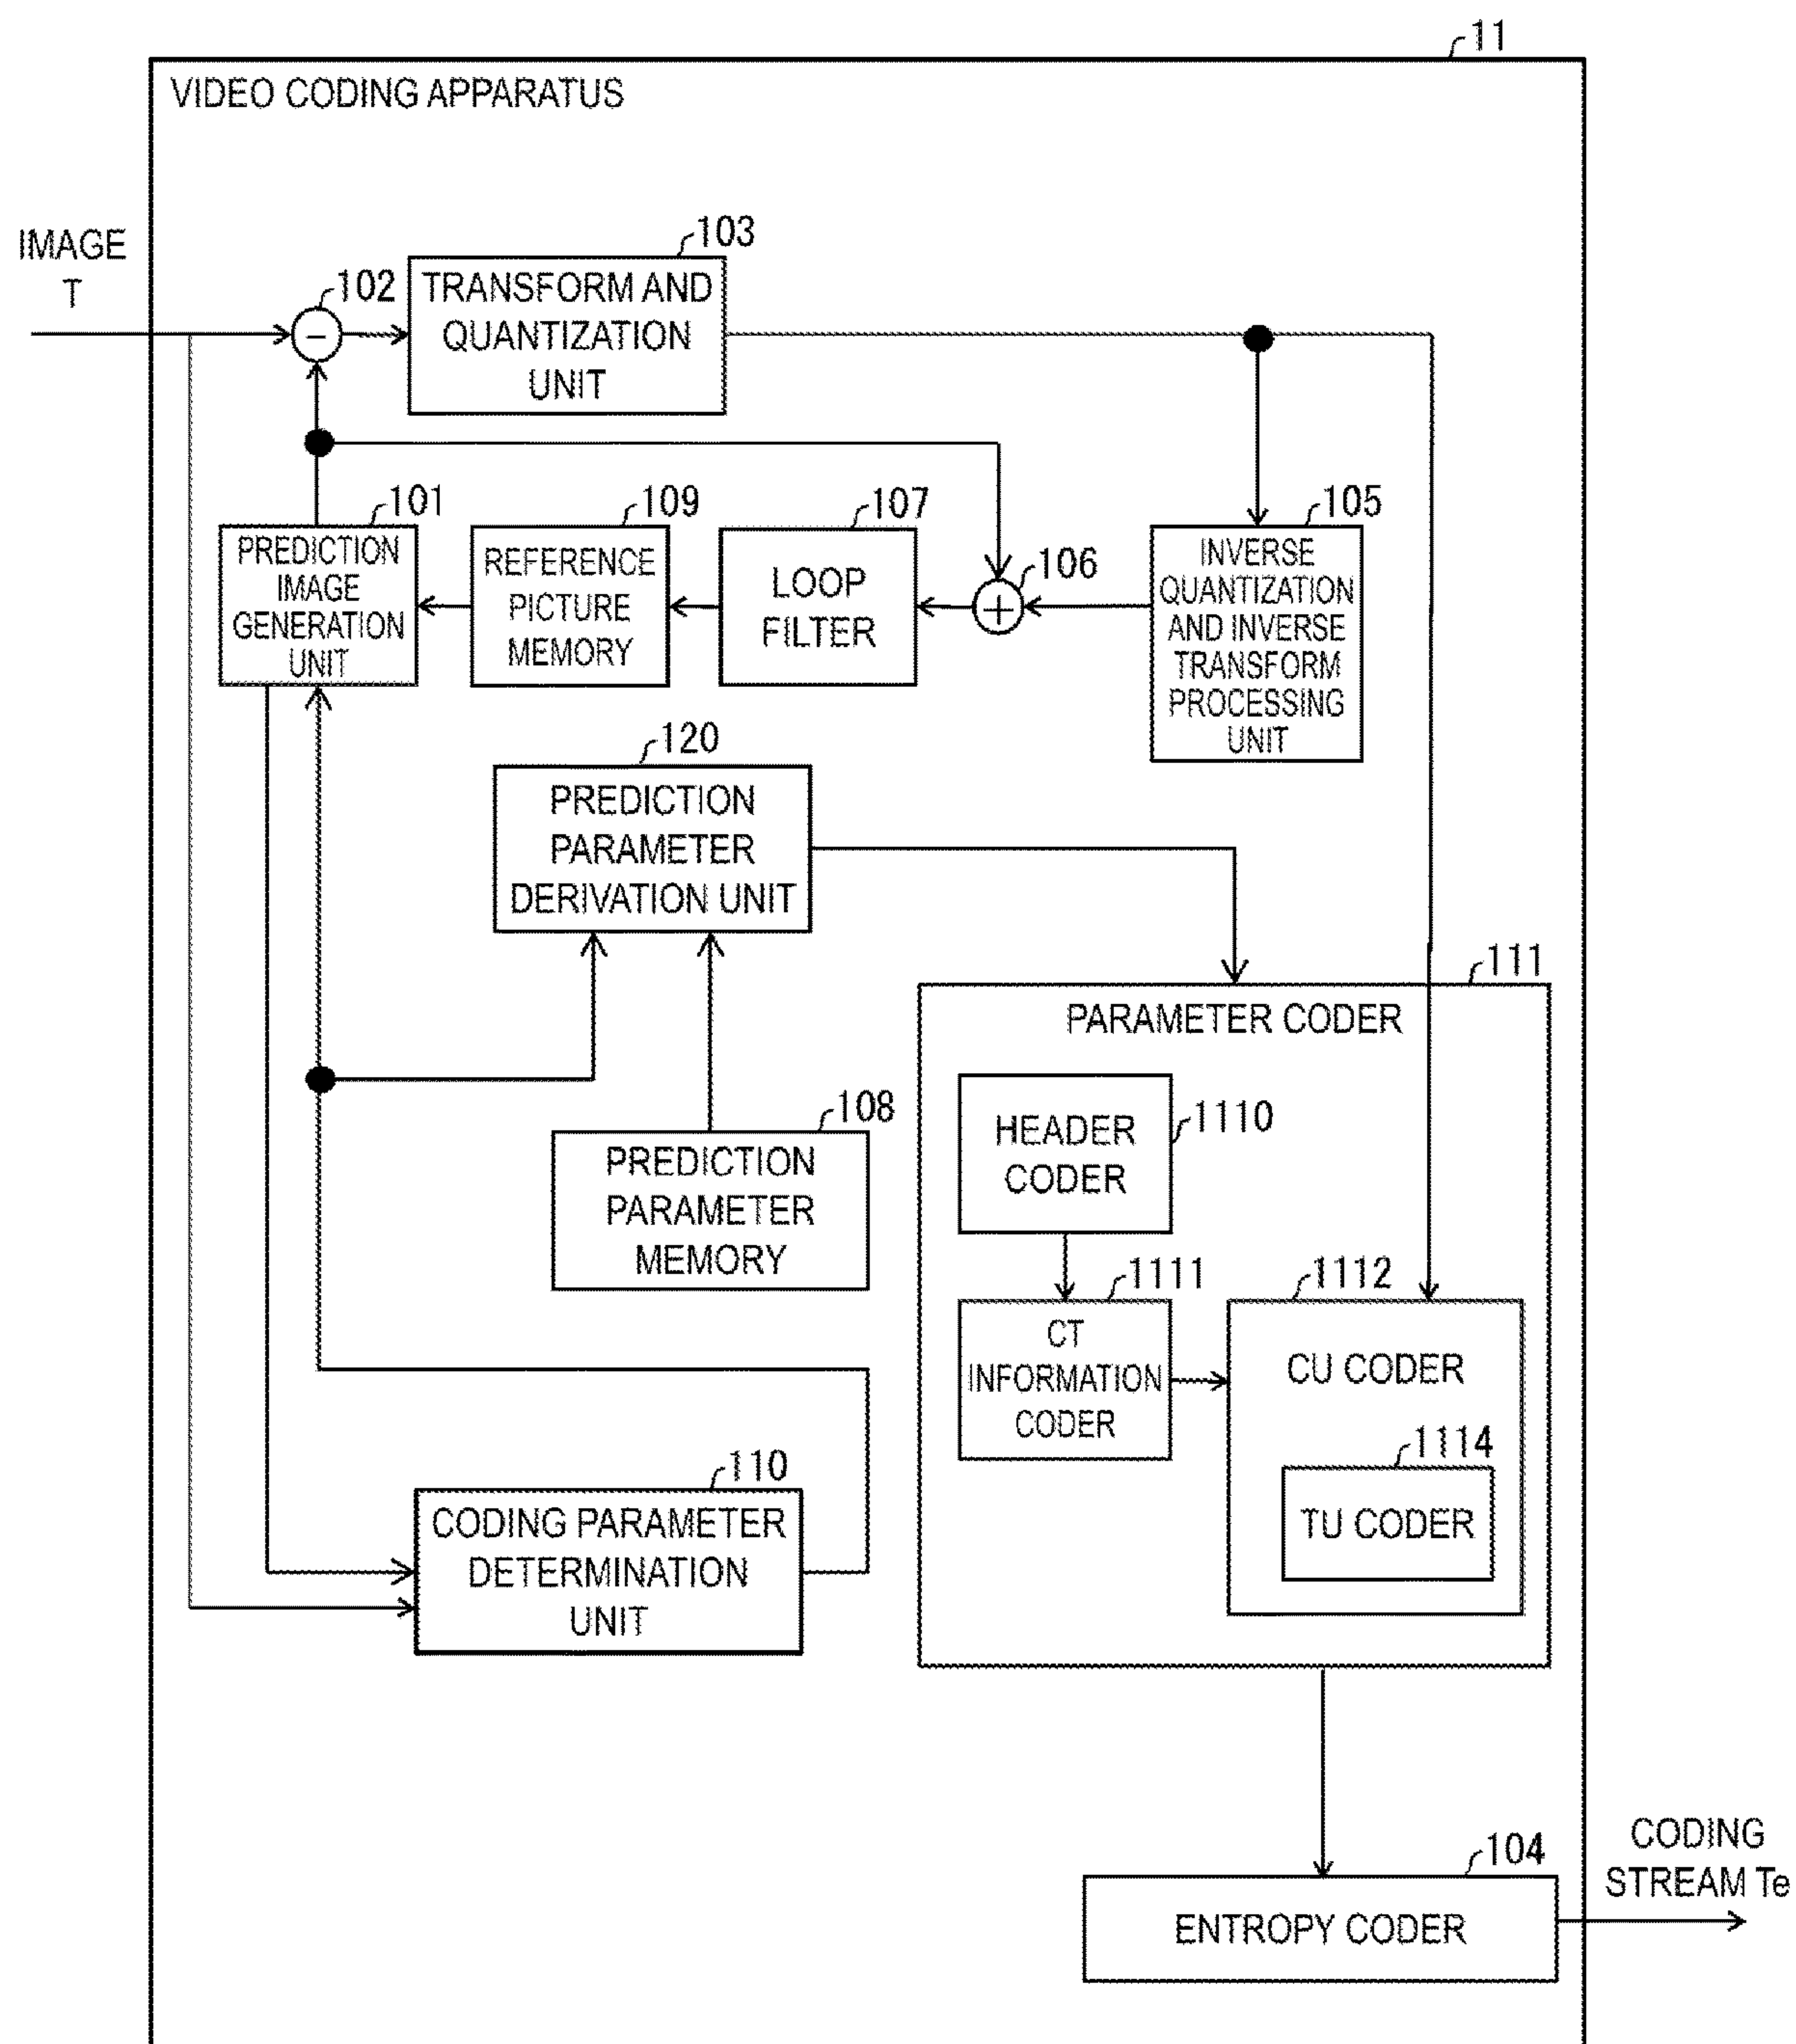 11
VIDEO CODING APPARATUS
IMAGE
T
102
103
TRANSFORM AND
QUANTIZATION
UNIT
−
101
PREDICTION
IMAGE
GENERATION
UNIT
109
REFERENCE
PICTURE
MEMORY
107
LOOP
FILTER
106
+
105
INVERSE
QUANTIZATION
AND INVERSE
TRANSFORM
PROCESSING
UNIT
120
PREDICTION
PARAMETER
DERIVATION UNIT
108
PREDICTION
PARAMETER
MEMORY
111
PARAMETER CODER
1110
HEADER
CODER
1111
CT
INFORMATION
CODER
1112
CU CODER
1114
TU CODER
110
CODING PARAMETER
DETERMINATION
UNIT
104
ENTROPY CODER
CODING
STREAM Te